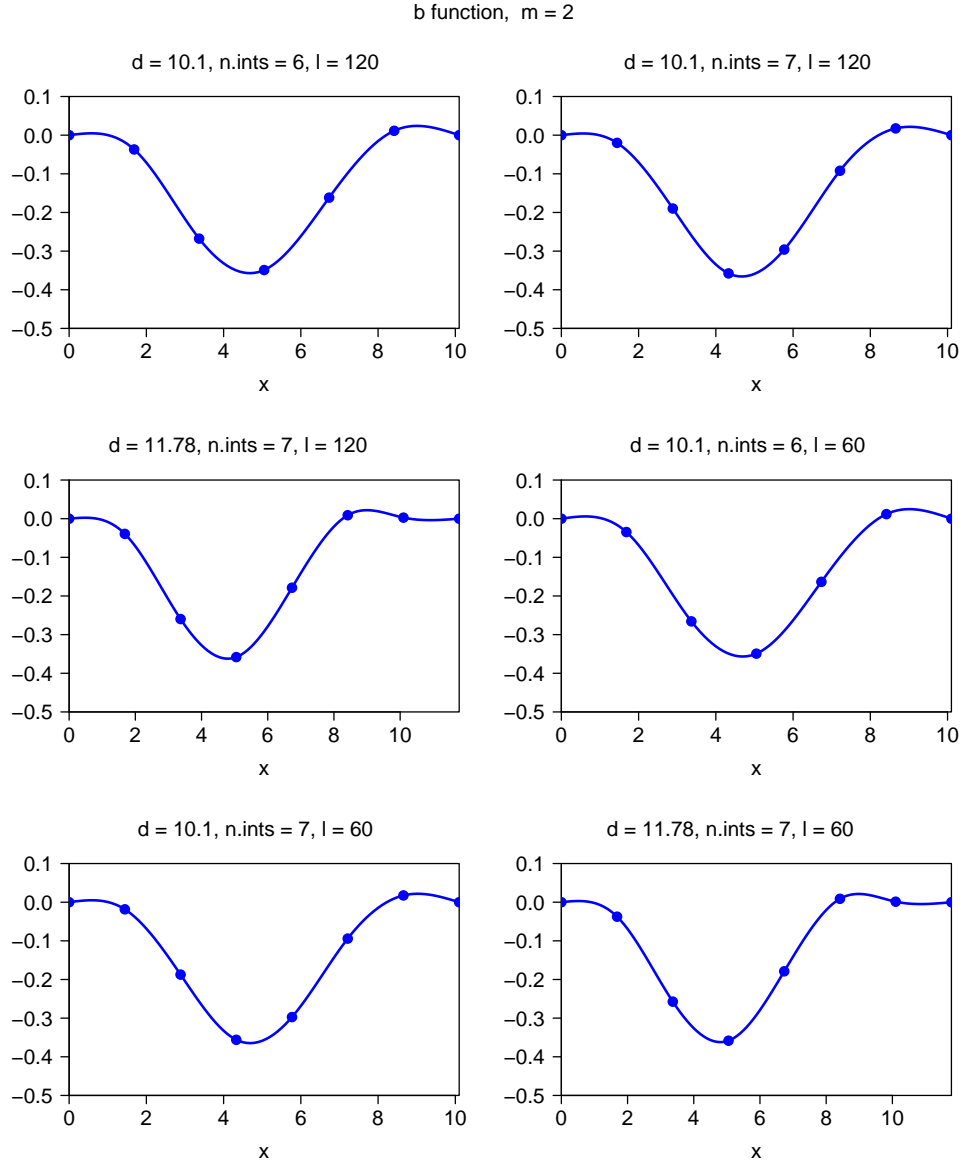 b function, m = 2
d = 10.1, n.ints = 6, l = 120
d = 10.1, n.ints = 7, l = 120
0.1
0.0
−0.1
−0.2
−0.3
−0.4
−0.5
0 2 4 6 8 10
x
0.1
0.0
−0.1
−0.2
−0.3
−0.4
−0.5
0 2 4 6 8 10
x
d = 11.78, n.ints = 7, l = 120
d = 10.1, n.ints = 6, l = 60
0.1
0.0
−0.1
−0.2
−0.3
−0.4
−0.5
0 2 4 6 8 10
x
0.1
0.0
−0.1
−0.2
−0.3
−0.4
−0.5
0 2 4 6 8 10
x
d = 10.1, n.ints = 7, l = 60
d = 11.78, n.ints = 7, l = 60
0.1
0.0
−0.1
−0.2
−0.3
−0.4
−0.5
0 2 4 6 8 10
x
0.1
0.0
−0.1
−0.2
−0.3
−0.4
−0.5
0 2 4 6 8 10
x